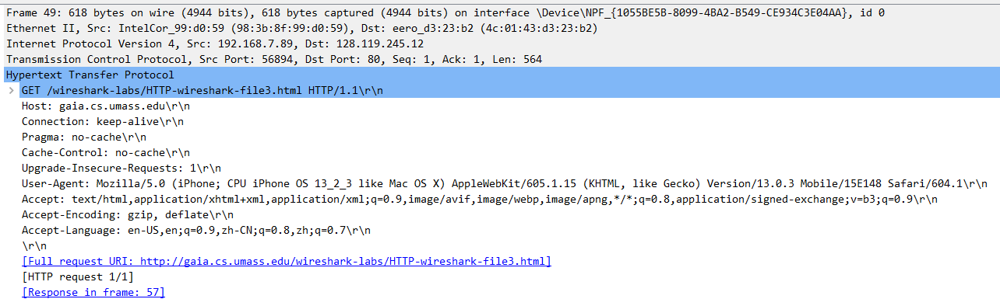 Frame 49: 618 bytes on wire (4944 bits), 618 bytes captured (4944 bits) on interface \Device\NPF_{1055BE5B-8099-4BA2-B549-CE934C3E04AA}, id 0
Ethernet II, Src: IntelCor_99:d0:59 (98:3b:8f:99:d0:59), Dst: eero_d3:23:b2 (4c:01:43:d3:23:b2)
Internet Protocol Version 4, Src: 192.168.7.89, Dst: 128.119.245.12
Transmission Control Protocol, Src Port: 56894, Dst Port: 80, Seq: 1, Ack: 1, Len: 564
Hypertext Transfer Protocol
GET /wireshark-labs/HTTP-wireshark-file3.html HTTP/1.1\r\n
Host: gaia.cs.umass.edu\r\n
Connection: keep-alive\r\n
Pragma: no-cache\r\n
Cache-Control: no-cache\r\n
Upgrade-Insecure-Requests: 1\r\n
User-Agent: Mozilla/5.0 (iPhone; CPU iPhone OS 13_2_3 like Mac OS X) AppleWebKit/605.1.15 (KHTML, like Gecko) Version/13.0.3 Mobile/15E148 Safari/604.1\r\n
Accept: text/html,application/xhtml+xml,application/xml;q=0.9,image/avif,image/webp,image/apng,*/*;q=0.8,application/signed-exchange;v=b3;q=0.9\r\n
Accept-Encoding: gzip, deflate\r\n
Accept-Language: en-US,en;q=0.9,zh-CN;q=0.8,zh;q=0.7\r\n
\r\n
[Full request URI: http://gaia.cs.umass.edu/wireshark-labs/HTTP-wireshark-file3.html]
[HTTP request 1/1]
[Response in frame: 57]